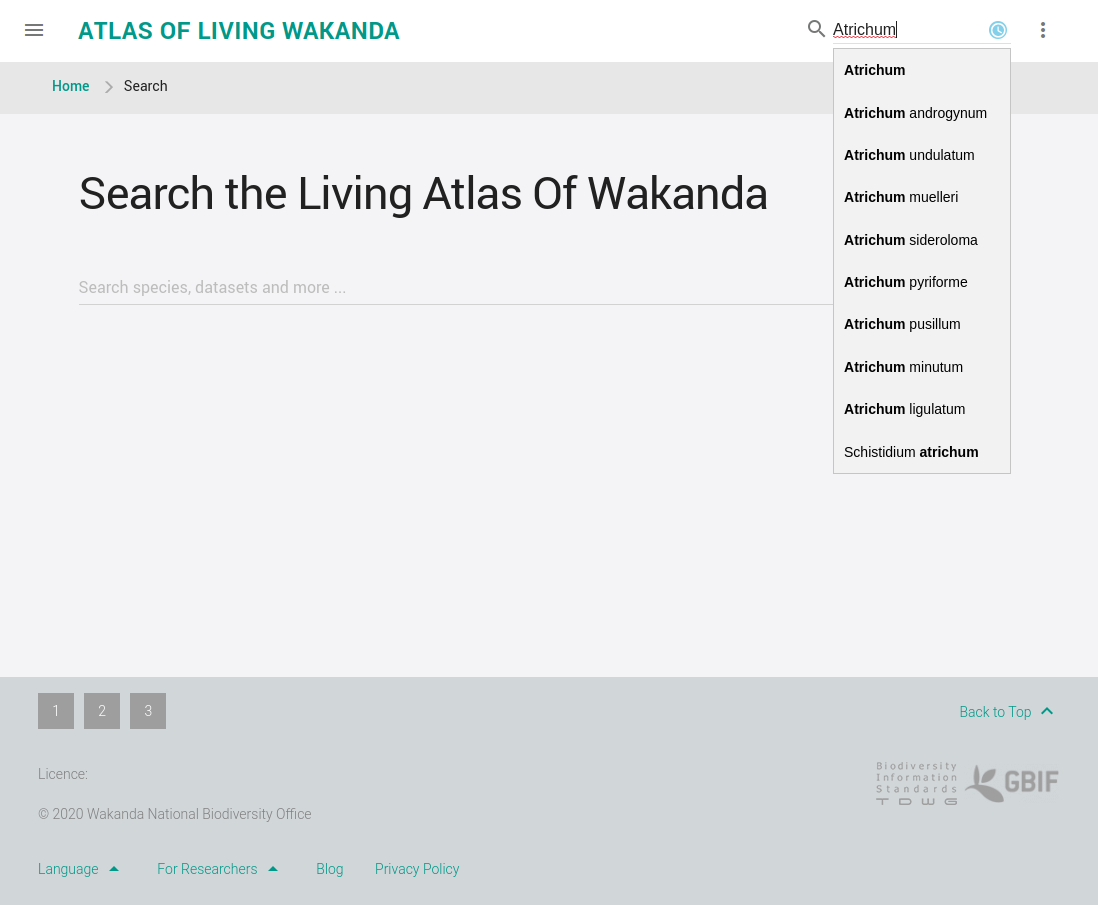 ATLAS OF LIVING WAKANDA
Atrichum
Home Search
Atrichum
Atrichum androgynum
Atrichum undulatum
Atrichum muelleri
Atrichum sideroloma
Atrichum pyriforme
Atrichum pusillum
Atrichum minutum
Atrichum ligulatum
Schistidium atrichum
Search the Living Atlas Of Wakanda
Search species, datasets and more ...
1 2 3
Back to Top
Licence:
© 2020 Wakanda National Biodiversity Office
Biodiversity
Information
Standards
TDWG
GBIF
Language For Researchers Blog Privacy Policy